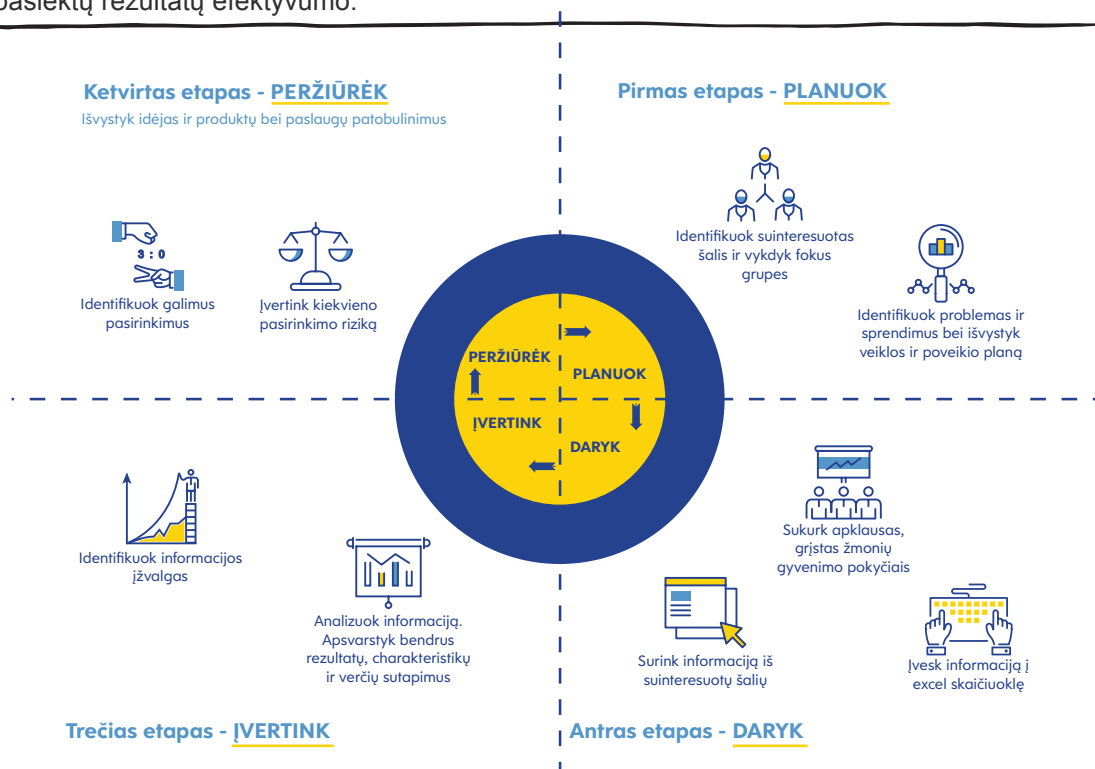 pasiektų rezultatų efektyvumo.
Ketvirtas etapas - PERŽIŪRĖK
Išvystyk idėjas ir produktų bei paslaugų patobulinimus
3 : 0
Identifikuok galimus
pasirinkimus
Įvertink kiekvieno
pasirinkimo riziką
Pirmas etapas - PLANUOK
Identifikuok suinteresuotas
šalis ir vykdyk fokus
grupes
Identifikuok problemas ir
sprendimus bei išvystyk
veiklos ir poveikio planą
PERŽIŪRĖK
PLANUOK
ĮVERTINK
DARYK
Identifikuok informacijos
įžvalgas
Analizuok informaciją.
Apsvarstyk bendrus
rezultatų, charakteristikų
ir verčių sutapimus
Trečias etapas - ĮVERTINK
Sukurk apklausas,
grįstas žmonių
gyvenimo pokyčiais
Surink informaciją iš
suinteresuotų šalių
Įvesk informaciją į
excel skaičiuoklę
Antras etapas - DARYK